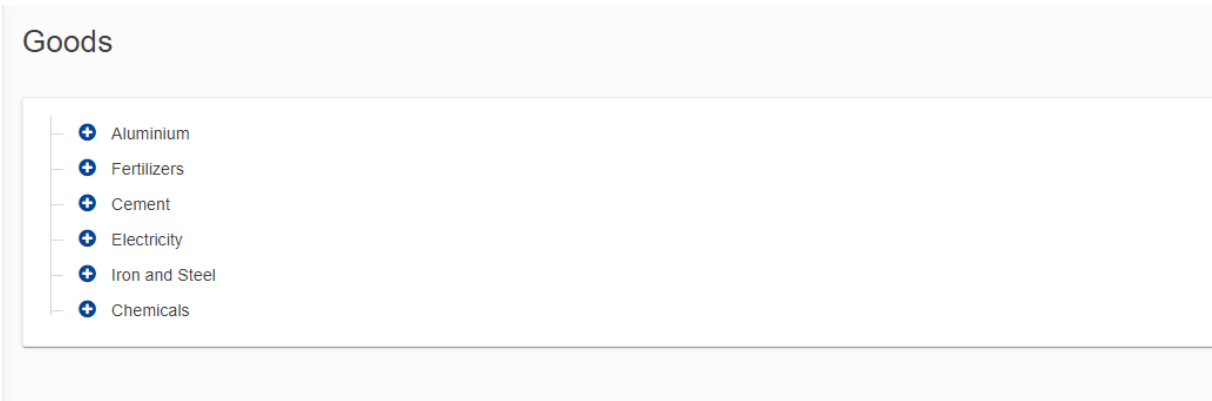 Goods
Aluminium
Fertilizers
Cement
Electricity
Iron and Steel
Chemicals